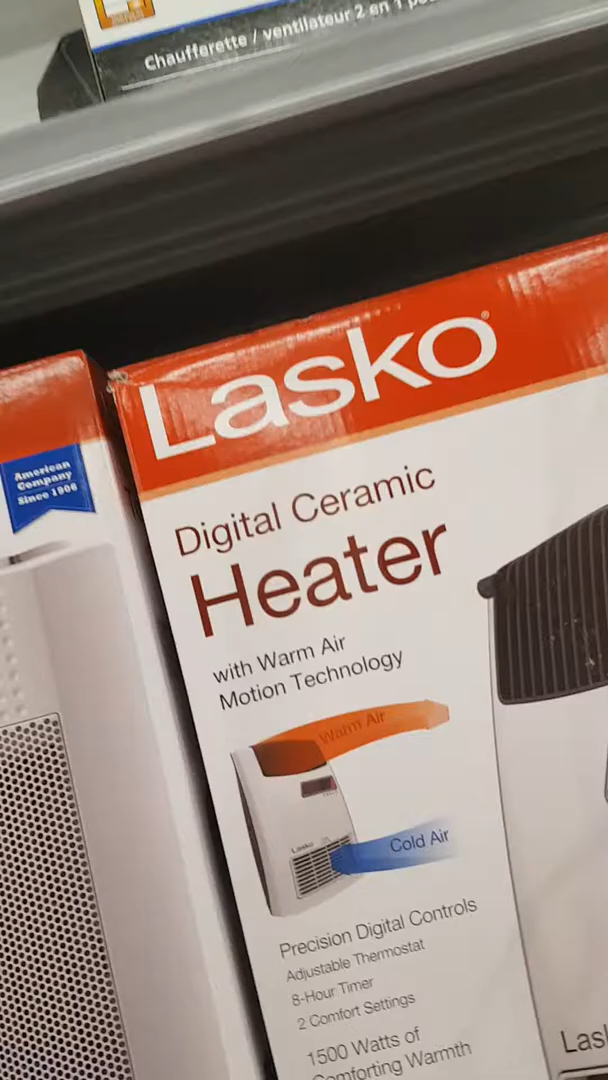 Chaufferette / ventilateur 2 en 1
American
Company
Since 1906
Lasko
Digital Ceramic
Heater
with Warm Air
Motion Technology
Warm Air
Lasko
Cold Air
Precision Digital Controls
Adjustable Thermostat
8-Hour Timer
2 Comfort Settings
1500 Watts of
Comforting Warmth